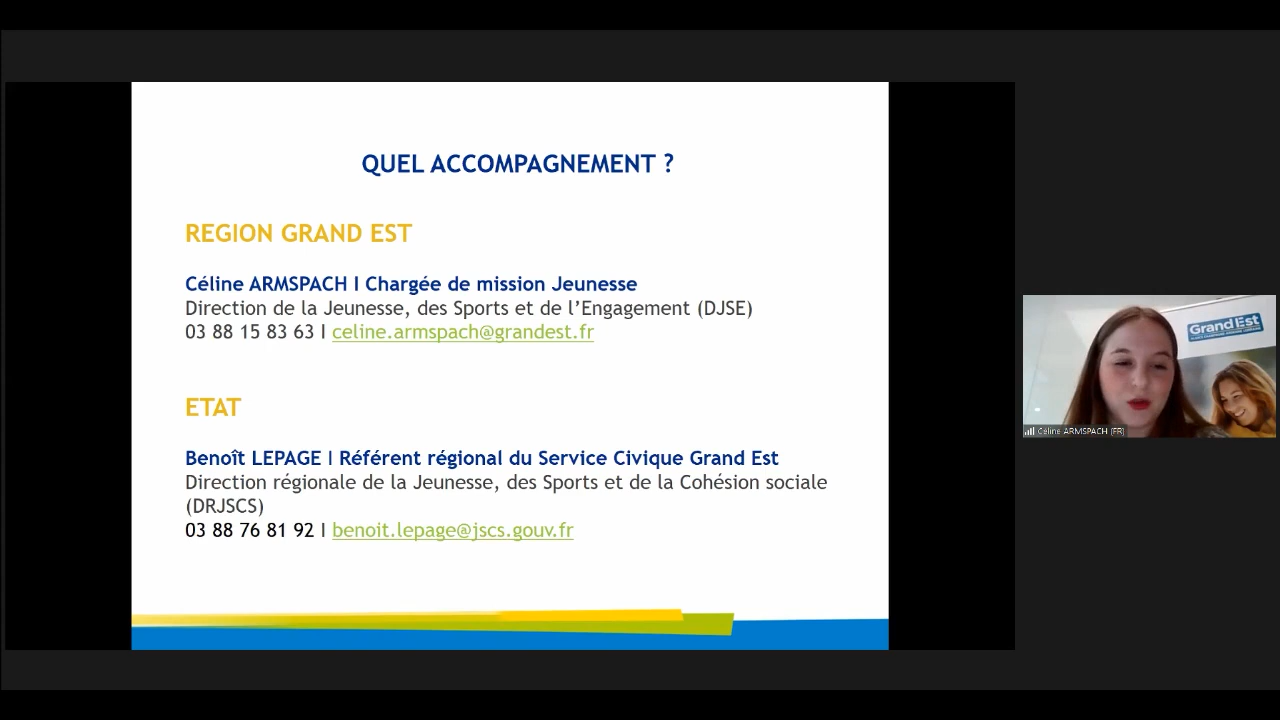 QUEL ACCOMPAGNEMENT ?
REGION GRAND EST
Céline ARMSPACH I Chargée de mission Jeunesse
Direction de la Jeunesse, des Sports et de l’Engagement (DJSE)
03 88 15 83 63 I celine.armspach@grandest.fr
ETAT
Benoît LEPAGE I Référent régional du Service Civique Grand Est
Direction régionale de la Jeunesse, des Sports et de la Cohésion sociale
(DRJSCS)
03 88 76 81 92 I benoit.lepage@jscs.gouv.fr
Grand Est
Céline ARMSPACH (FR)